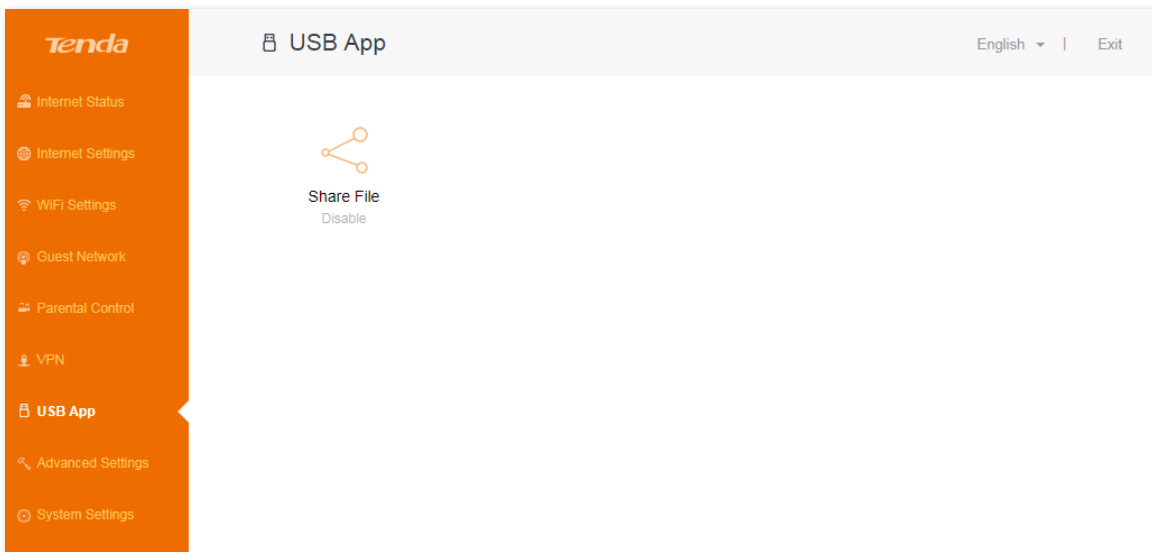 Tenda
USB App
English
Exit
Internet Status
Internet Settings
WiFi Settings
Guest Network
Parental Control
VPN
USB App
Advanced Settings
System Settings
Share File
Disable